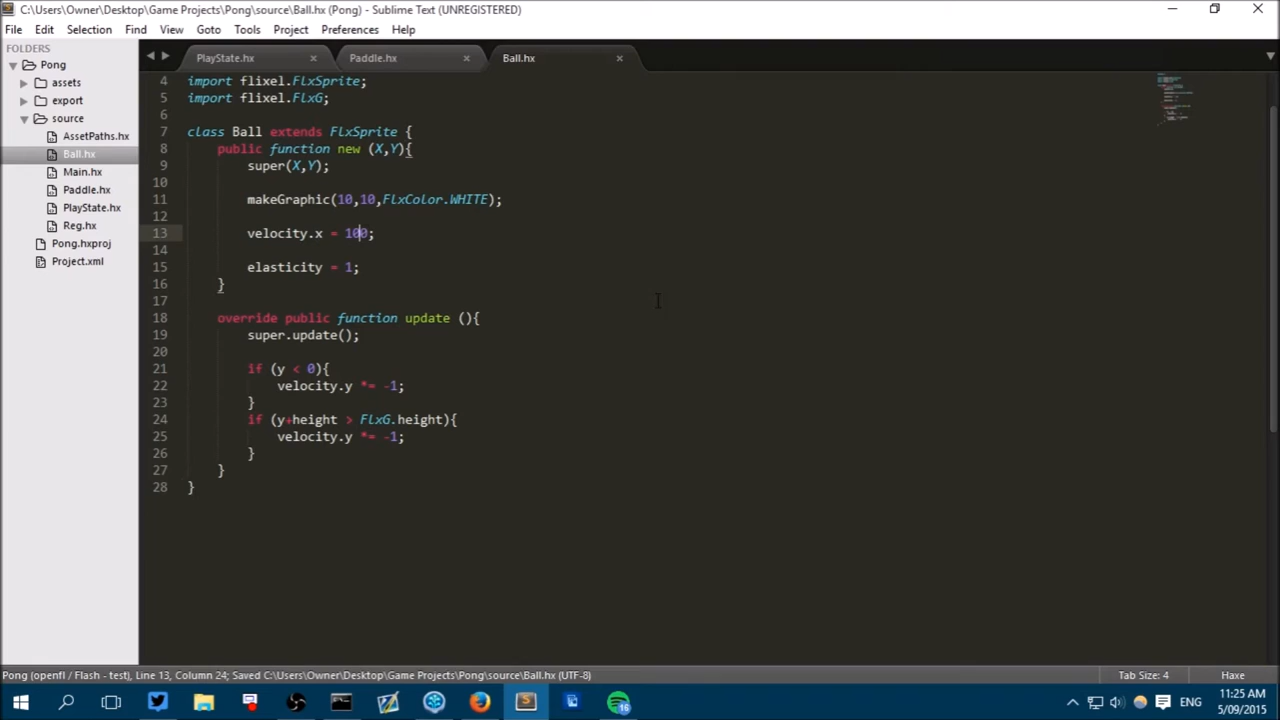 C:\Users\Owner\Desktop\Game Projects\Pong\source\Ball.hx (Pong) - Sublime Text (UNREGISTERED)
File Edit Selection Find View Goto Tools Project Preferences Help
FOLDERS
Pong
assets
export
source
AssetPaths.hx
Ball.hx
Main.hx
Paddle.hx
PlayState.hx
Reg.hx
Pong.hxproj
Project.xml
PlayState.hx Paddle.hx Ball.hx
4 import flixel.FlxSprite;
5 import flixel.FlxG;
6
7 class Ball extends FlxSprite {
8 public function new (X,Y){
9 super(X,Y);
10
11 makeGraphic(10,10,FlxColor.WHITE);
12
13 velocity.x = 100;
14
15 elasticity = 1;
16 }
17
18 override public function update (){
19 super.update();
20
21 if (y < 0){
22 velocity.y *= -1;
23 }
24 if (y+height > FlxG.height){
25 velocity.y *= -1;
26 }
27 }
28 }
Pong (openfl / Flash - test), Line 13, Column 24; Saved C:\Users\Owner\Desktop\Game Projects\Pong\source\Ball.hx (UTF-8) Tab Size: 4 Haxe
16
ENG
11:25 AM
5/09/2015